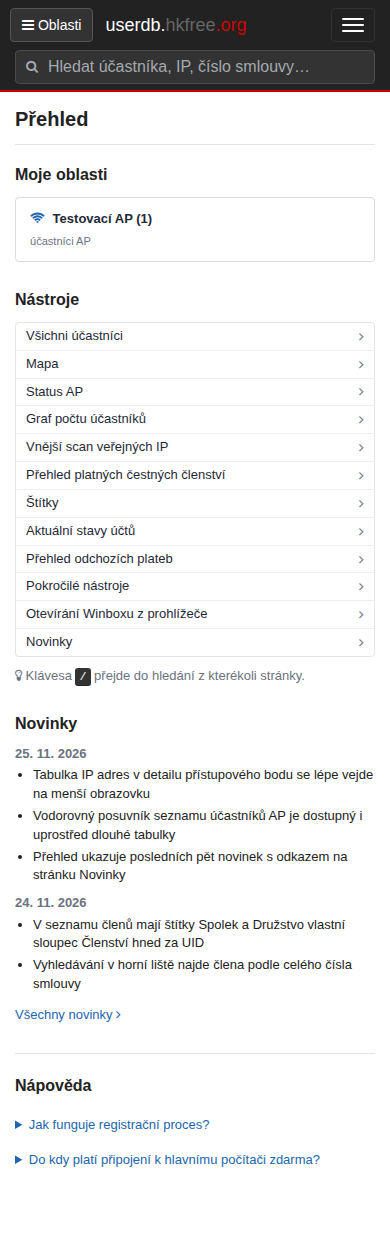 Oblasti userdb.hkfree.org
Hledat účastníka, IP, číslo smlouvy…
Přehled
Moje oblasti
Testovací AP (1)
účastníci AP
Nástroje
Všichni účastníci
Mapa
Status AP
Graf počtu účastníků
Vnější scan veřejných IP
Přehled platných čestných členství
Štítky
Aktuální stavy účtů
Přehled odchozích plateb
Pokročilé nástroje
Otevírání Winboxu z prohlížeče
Novinky
Klávesa / přejde do hledání z kterékoli stránky.
Novinky
25. 11. 2026
Tabulka IP adres v detailu přístupového bodu se lépe vejde
na menší obrazovku
Vodorovný posuvník seznamu účastníků AP je dostupný i
uprostřed dlouhé tabulky
Přehled ukazuje posledních pět novinek s odkazem na
stránku Novinky
24. 11. 2026
V seznamu členů mají štítky Spolek a Družstvo vlastní
sloupec Členství hned za UID
Vyhledávání v horní liště najde člena podle celého čísla
smlouvy
Všechny novinky
Nápověda
Jak funguje registrační proces?
Do kdy platí připojení k hlavnímu počítači zdarma?